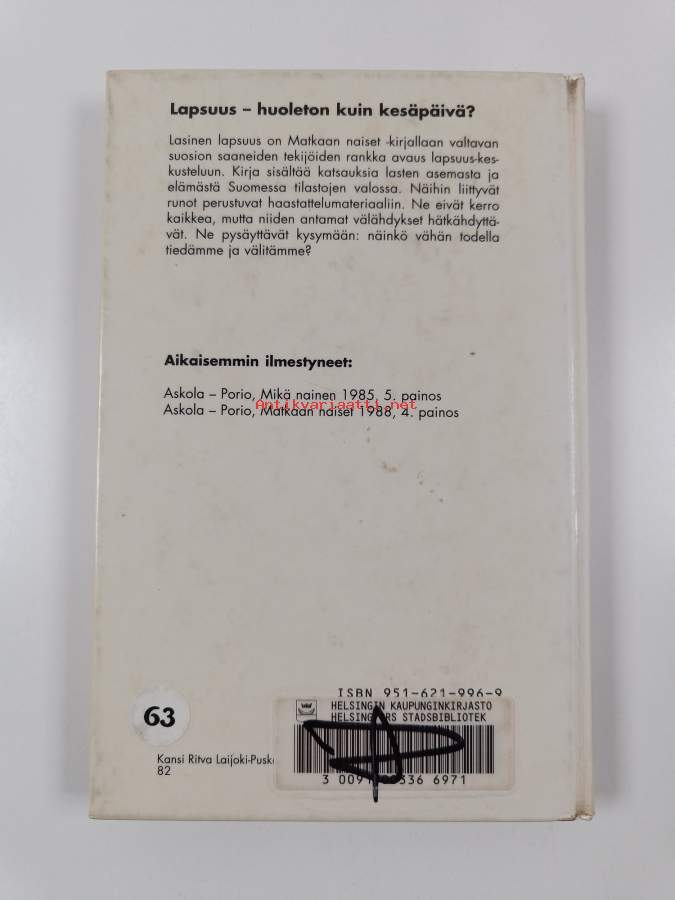 Lapsuus – huoleton kuin kesäpäivä?
Lasinen lapsuus on Matkaan naiset -kirjallaan valtavan
suosion saaneiden tekijöiden rankka avaus lapsuus-kes-
kusteluun. Kirja sisältää katsauksia lasten asemasta ja
elämästä Suomessa tilastojen valossa. Näihin liittyvät
runot perustuvat haastattelumateriaaliin. Ne eivät kerro
kaikkea, mutta niiden antamat välähdykset hätkähdyttä-
vät. Ne pysäyttävät kysymään: näinkö vähän todella
tiedämme ja välitämme?
Aikaisemmin ilmestyneet:
Askola – Porio, Mikä nainen 1985, 5. painos
Antikvariaatti.net
Askola – Porio, Matkaan naiset 1988, 4. painos
ISBN 951-621-996-9
HELSINGIN KAUPUNGINKIRJASTO
STADSBIBLIOTEK
63
Kansi Ritva
82
336 6971